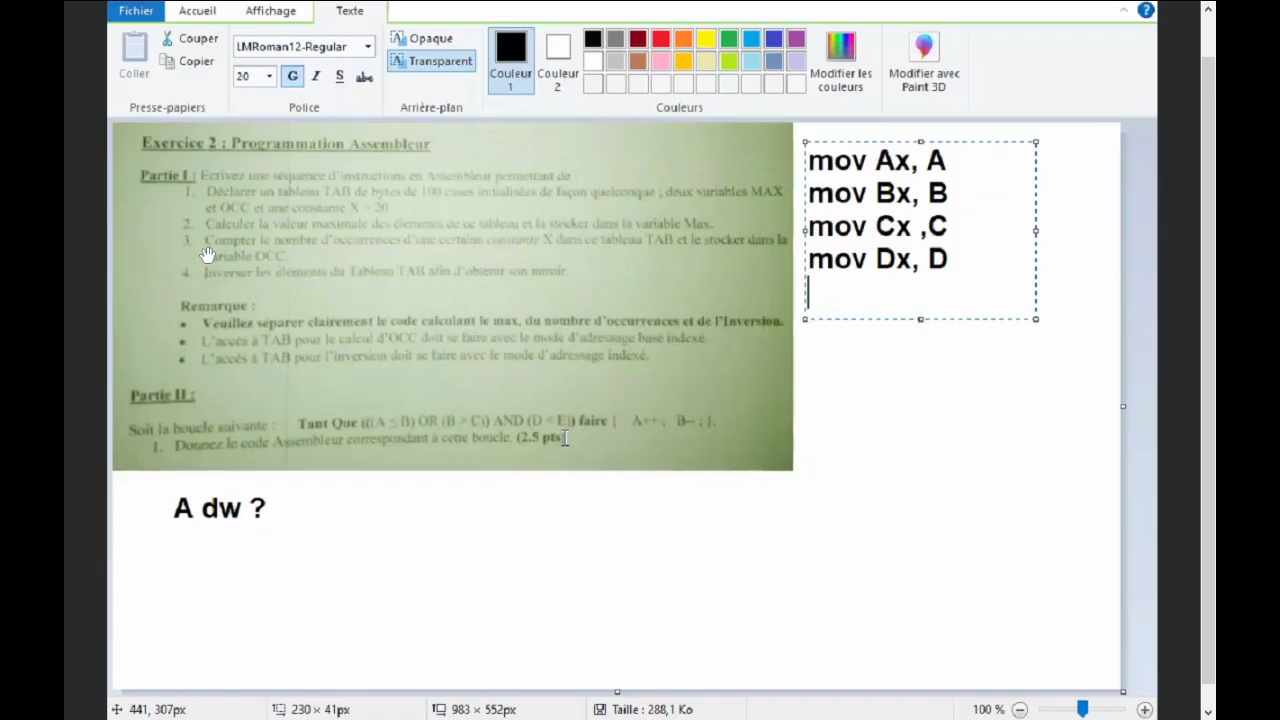 Fichier Accueil Affichage Texte
Coller
Couper
Copier
Presse-papiers
LMRoman12-Regular
20 G I S abc
Police
Opaque
Transparent
Arrière-plan
Couleur 1
Couleur 2
Couleurs
Modifier les couleurs
Modifier avec Paint 3D
Exercice 2 : Programmation Assembleur
Partie I : Ecrivez une séquence d'instructions en Assembleur permettant de :
1. Déclarer un tableau TAB de bytes de 100 cases initialisées de façon quelconque ; deux variables MAX
et OCC et une constante X = 20
2. Calculer la valeur maximale des éléments de ce tableau et la stocker dans la variable Max.
3. Compter le nombre d'occurrences d'une certaine constante X dans ce tableau TAB et le stocker dans la
variable OCC.
4. Inverser les éléments du Tableau TAB afin d'obtenir son miroir.
Remarque :
• Veuillez séparer clairement le code calculant le max, du nombre d'occurrences et de l'Inversion.
• L'accès à TAB pour le calcul d'OCC doit se faire avec le mode d'adressage basé indexé.
• L'accès à TAB pour l'inversion doit se faire avec le mode d'adressage indexé.
Partie II :
Soit la boucle suivante : Tant Que (((A ≤ B) OR (B > C)) AND (D < E)) faire { A++ ; B-- ; }.
1. Donnez le code Assembleur correspondant à cette boucle. (2.5 pts)
mov Ax, A
mov Bx, B
mov Cx ,C
mov Dx, D
A dw ?
441, 307px 230 × 41px 983 × 552px Taille : 288,1 Ko 100 %